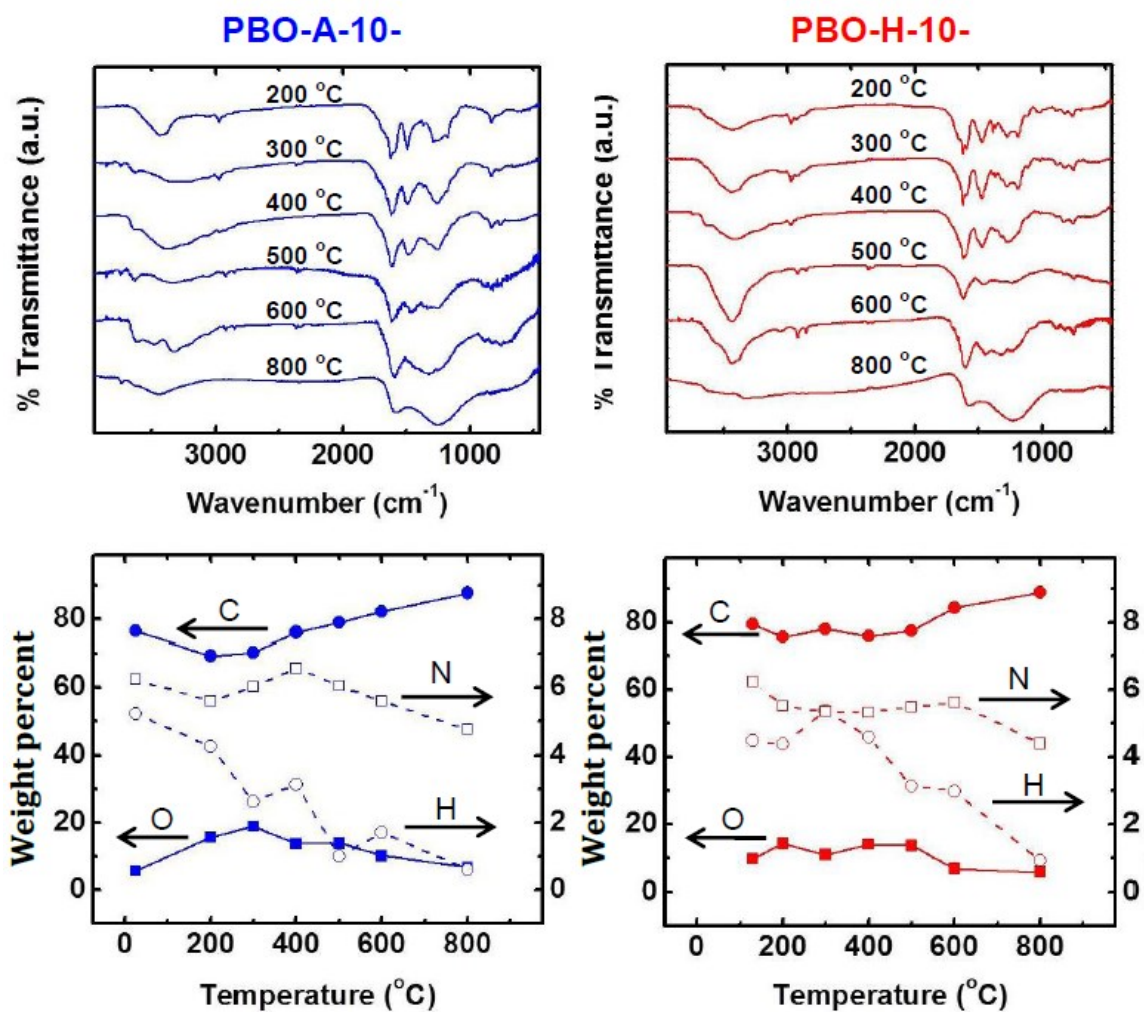 PBO-A-10-
PBO-H-10-
% Transmittance (a.u.)
200 °C
300 °C
400 °C
500 °C
600 °C
800 °C
3000 2000 1000
Wavenumber (cm-1)
% Transmittance (a.u.)
200 °C
300 °C
400 °C
500 °C
600 °C
800 °C
3000 2000 1000
Wavenumber (cm-1)
Weight percent
80
60
40
20
0
C
N
H
O
8
6
4
2
0
0 200 400 600 800
Temperature (°C)
Weight percent
80
60
40
20
0
C
N
H
O
8
6
4
2
0
0 200 400 600 800
Temperature (°C)